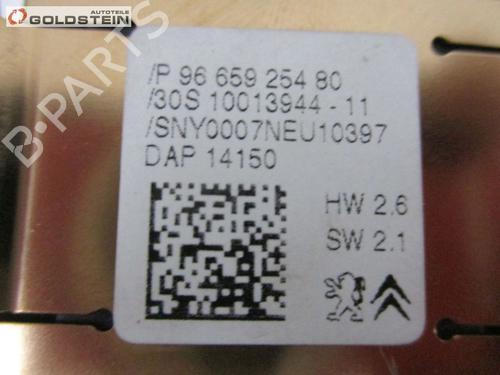 AUTOTEILE
GOLDSTEIN
B-PARTS
/P 96 659 254 80
/30S 10013944-11
/SNY0007NEU10397
DAP 14150
HW 2.6
SW 2.1